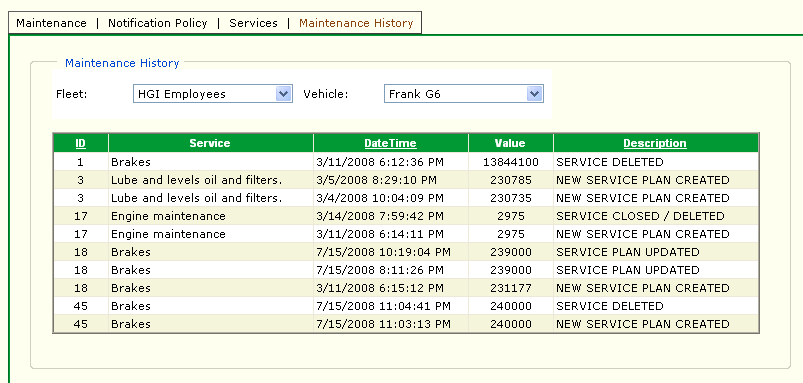 Maintenance | Notification Policy | Services | Maintenance History
Maintenance History
Fleet: HGI Employees Vehicle: Frank G6
ID Service DateTime Value Description
1 Brakes 3/11/2008 6:12:36 PM 13844100 SERVICE DELETED
3 Lube and levels oil and filters. 3/5/2008 8:29:10 PM 230785 NEW SERVICE PLAN CREATED
3 Lube and levels oil and filters. 3/4/2008 10:04:09 PM 230735 NEW SERVICE PLAN CREATED
17 Engine maintenance 3/14/2008 7:59:42 PM 2975 SERVICE CLOSED / DELETED
17 Engine maintenance 3/11/2008 6:14:11 PM 2975 NEW SERVICE PLAN CREATED
18 Brakes 7/15/2008 10:19:04 PM 239000 SERVICE PLAN UPDATED
18 Brakes 7/15/2008 8:11:26 PM 239000 SERVICE PLAN UPDATED
18 Brakes 3/11/2008 6:15:12 PM 231177 NEW SERVICE PLAN CREATED
45 Brakes 7/15/2008 11:04:41 PM 240000 SERVICE DELETED
45 Brakes 7/15/2008 11:03:13 PM 240000 NEW SERVICE PLAN CREATED